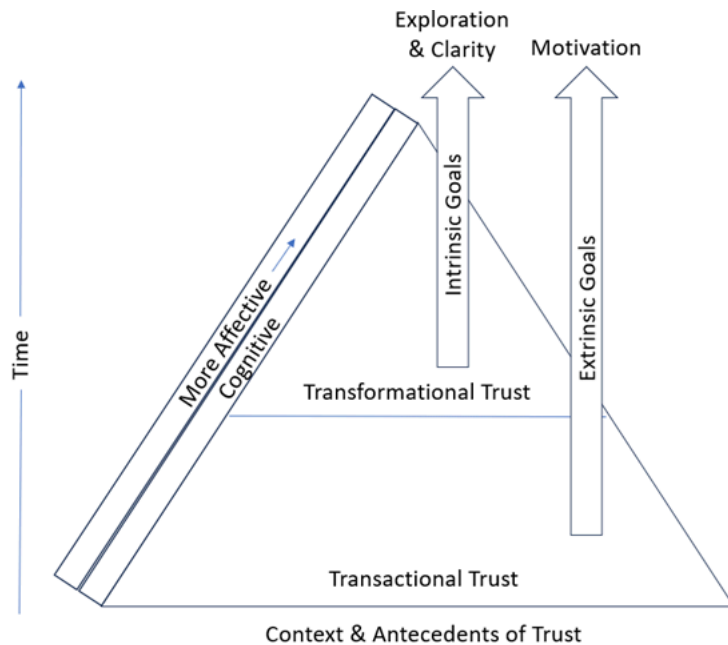 Exploration
& Clarity
Motivation
Time
More Affective
Cognitive
Intrinsic Goals
Extrinsic Goals
Transformational Trust
Transactional Trust
Context & Antecedents of Trust